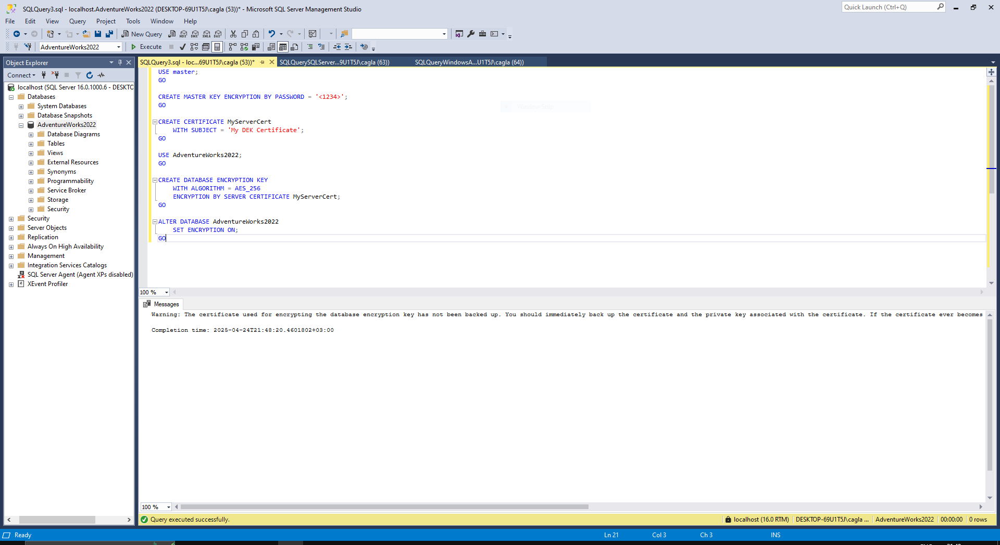 SQLQuery3.sql - localhost.AdventureWorks2022 (DESKTOP-69U1T5J\cagla (53))* - Microsoft SQL Server Management Studio
Quick Launch (Ctrl+Q)
File Edit View Query Project Tools Window Help
New Query
AdventureWorks2022
Execute
Object Explorer
Connect
localhost (SQL Server 16.0.1000.6 - DESKTC
Databases
System Databases
Database Snapshots
AdventureWorks2022
Database Diagrams
Tables
Views
External Resources
Synonyms
Programmability
Service Broker
Storage
Security
Security
Server Objects
Replication
Always On High Availability
Management
Integration Services Catalogs
SQL Server Agent (Agent XPs disabled)
XEvent Profiler
SQLQuery3.sql - loc...69U1T5J\cagla (53))* SQLQuerySQLServer...9U1T5J\cagla (63)) SQLQueryWindowsA...U1T5J\cagla (64))
USE master;
GO
CREATE MASTER KEY ENCRYPTION BY PASSWORD = '<1234>';
GO
CREATE CERTIFICATE MyServerCert
WITH SUBJECT = 'My DEK Certificate';
GO
USE AdventureWorks2022;
GO
CREATE DATABASE ENCRYPTION KEY
WITH ALGORITHM = AES_256
ENCRYPTION BY SERVER CERTIFICATE MyServerCert;
GO
ALTER DATABASE AdventureWorks2022
SET ENCRYPTION ON;
GO
Window Snip
100 %
Messages
Warning: The certificate used for encrypting the database encryption key has not been backed up. You should immediately back up the certificate and the private key associated with the certificate. If the certificate ever becomes
Completion time: 2025-04-24T21:48:20.4601802+03:00
100 %
Query executed successfully.
localhost (16.0 RTM) DESKTOP-69U1T5J\cagla ... AdventureWorks2022 00:00:00 0 rows
Ready
Ln 21 Col 3 Ch 3 INS